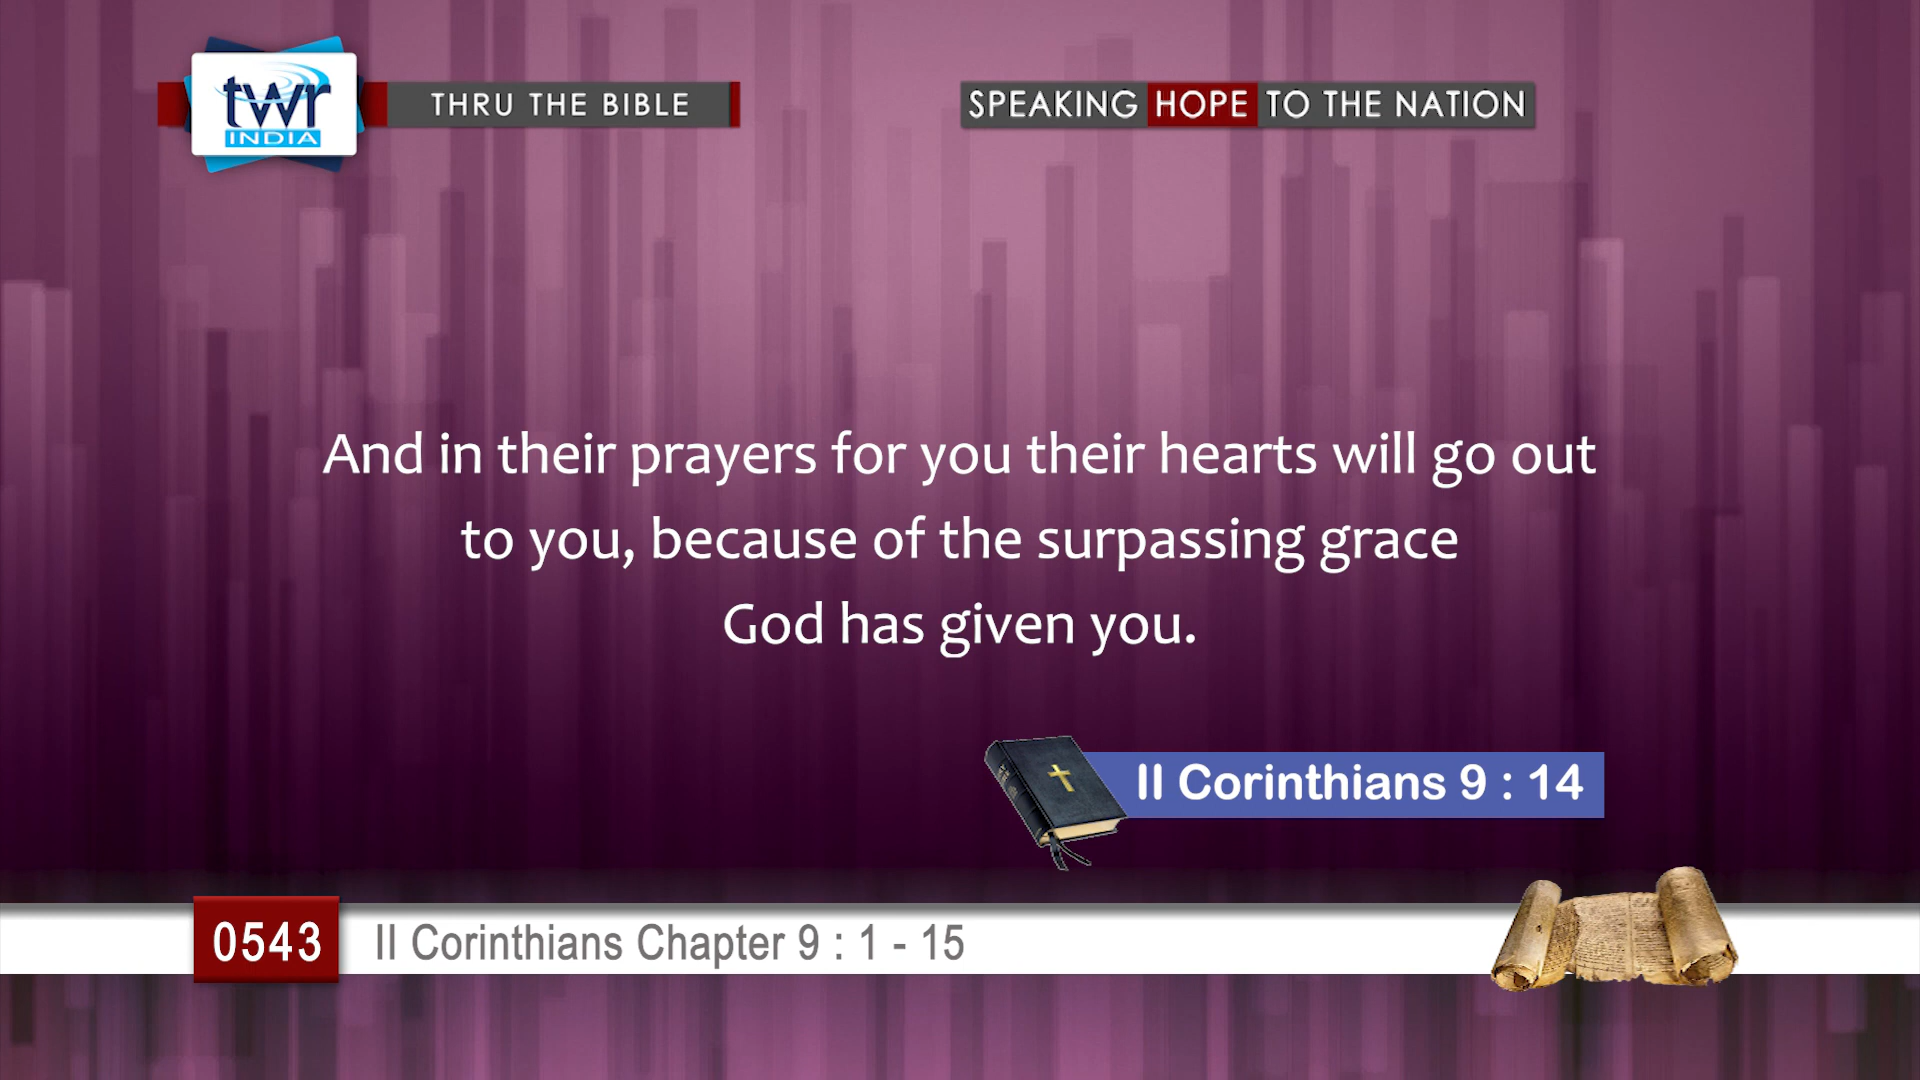 twr
INDIA
THRU THE BIBLE
SPEAKING HOPE TO THE NATION
And in their prayers for you their hearts will go out
to you, because of the surpassing grace
God has given you.
II Corinthians 9 : 14
0543
II Corinthians Chapter 9 : 1 - 15